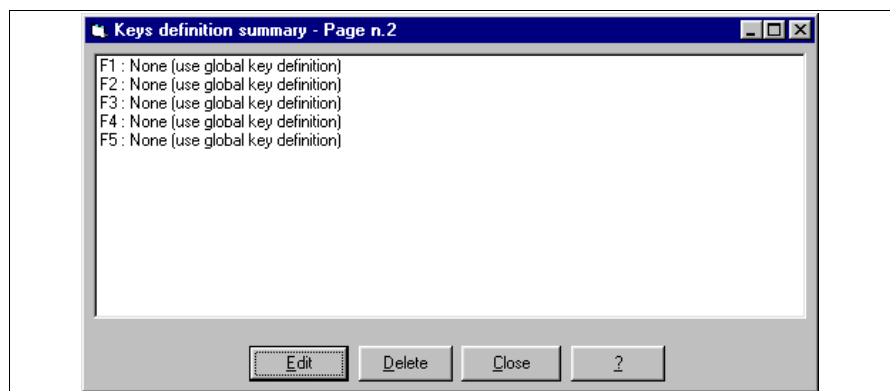 Keys definition summary - Page n.2
F1 : None (use global key definition)
F2 : None (use global key definition)
F3 : None (use global key definition)
F4 : None (use global key definition)
F5 : None (use global key definition)
Edit Delete Close ?